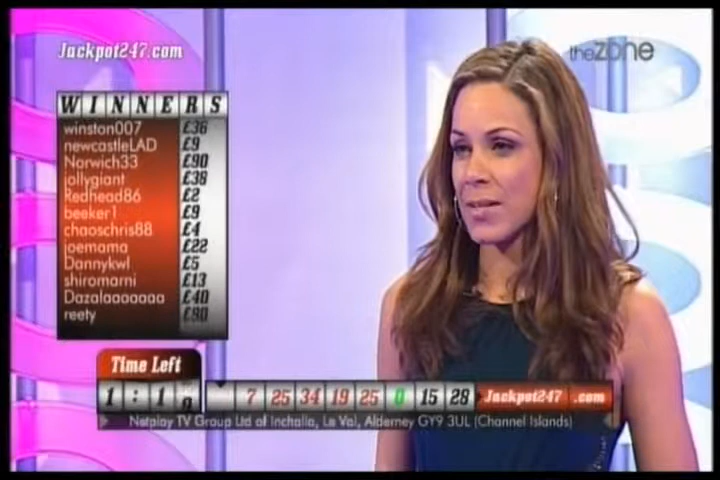 Jackpot247.com
the zone
WINNERS
winston007 £36
newcastleLAD £9
Norwich33 £90
jollygiant £38
Redhead86 £2
beeker1 £9
chaoschris88 £4
joemama £22
Dannykwl £5
shiromarni £13
Dazalaaaaaaa £40
reety £90
Time Left
1 : 1
7 25 34 19 25 0 15 28 Jackpot247 .com
Netplay TV Group Ltd of Inchalla, Le Val, Alderney GY9 3UL (Channel Islands)